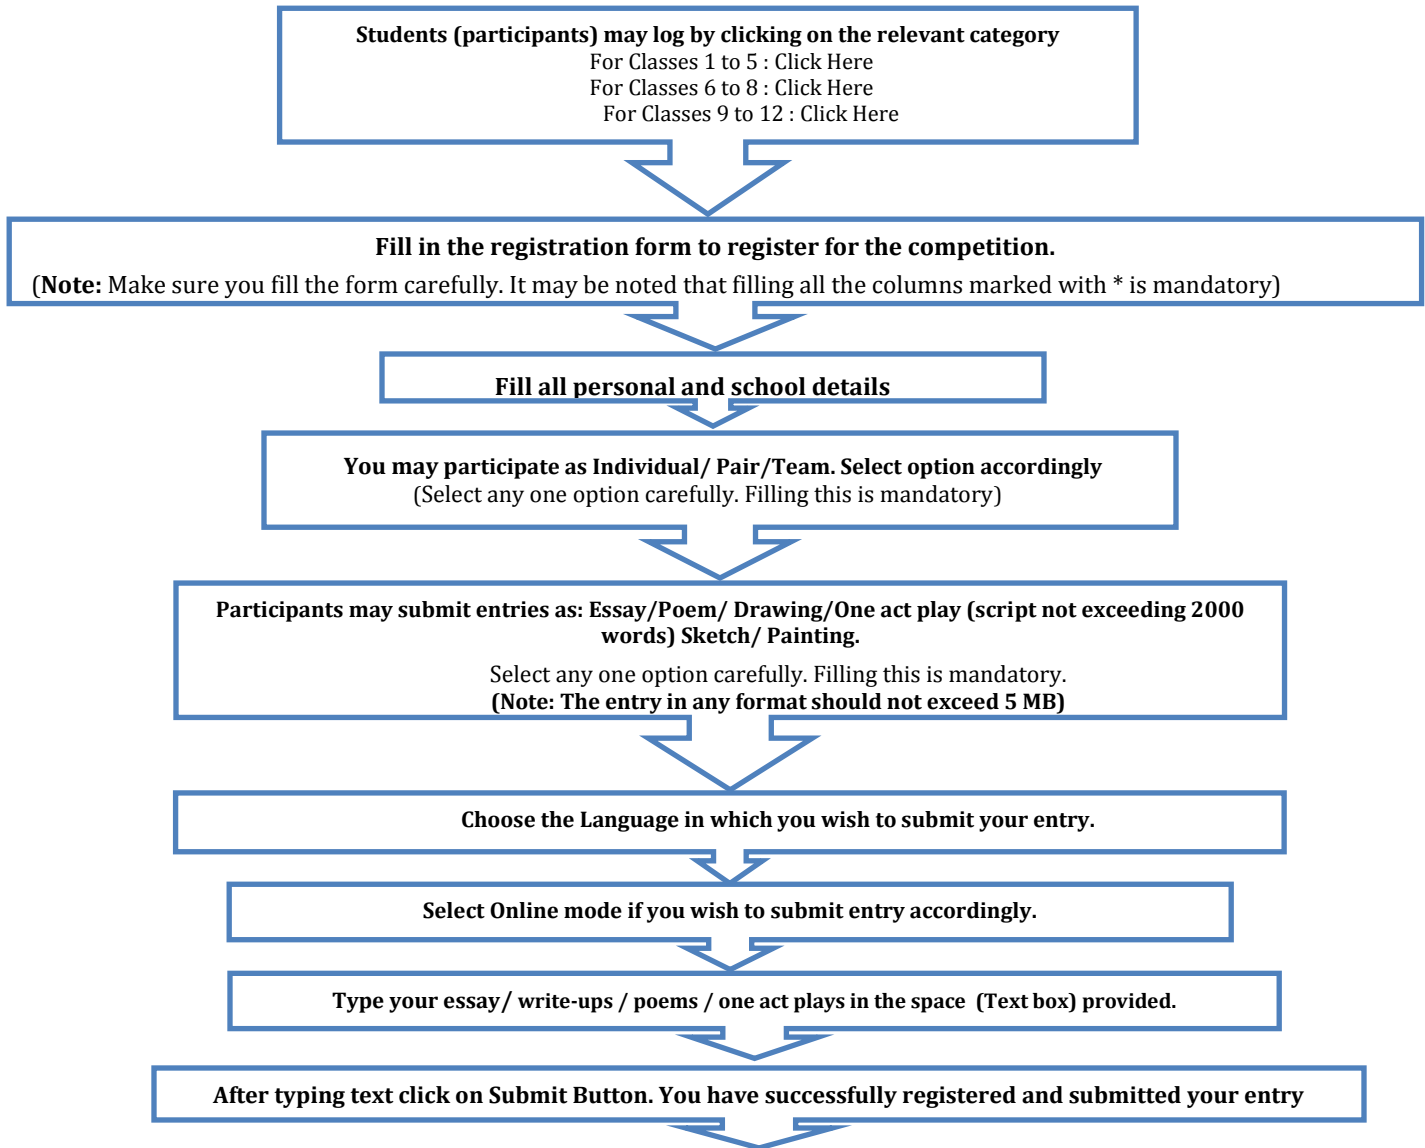 Students (participants) may log by clicking on the relevant category
For Classes 1 to 5 : Click Here
For Classes 6 to 8 : Click Here
For Classes 9 to 12 : Click Here
Fill in the registration form to register for the competition.
(Note: Make sure you fill the form carefully. It may be noted that filling all the columns marked with * is mandatory)
Fill all personal and school details
You may participate as Individual/ Pair/Team. Select option accordingly
(Select any one option carefully. Filling this is mandatory)
Participants may submit entries as: Essay/Poem/ Drawing/One act play (script not exceeding 2000
words) Sketch/ Painting.
Select any one option carefully. Filling this is mandatory.
(Note: The entry in any format should not exceed 5 MB)
Choose the Language in which you wish to submit your entry.
Select Online mode if you wish to submit entry accordingly.
Type your essay/ write-ups / poems / one act plays in the space (Text box) provided.
After typing text click on Submit Button. You have successfully registered and submitted your entry